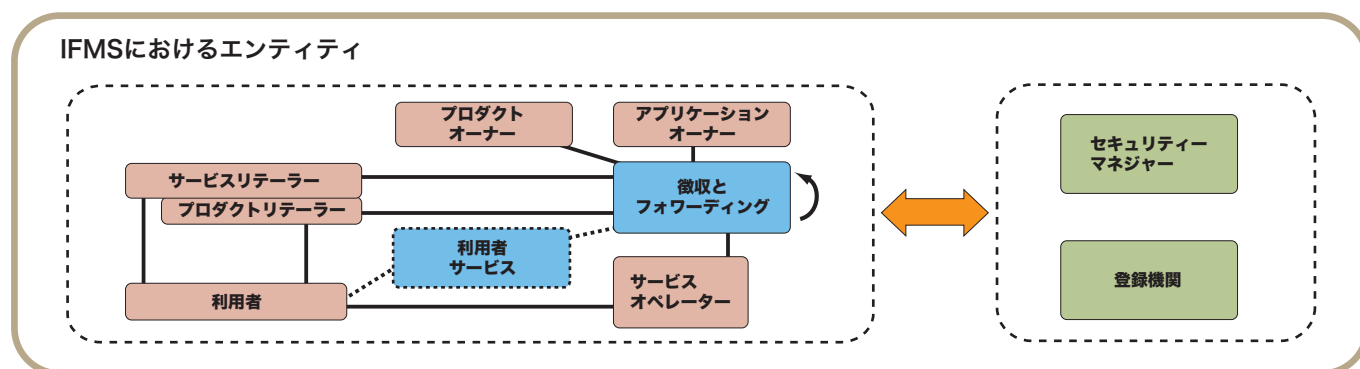 IFMSにおけるエンティティ
プロダクト
オーナー
アプリケーション
オーナー
セキュリティー
マネジャー
サービスリテーラー
徴収と
フォワーディング
プロダクトリテーラー
利用者
サービス
登録機関
サービス
オペレーター
利用者